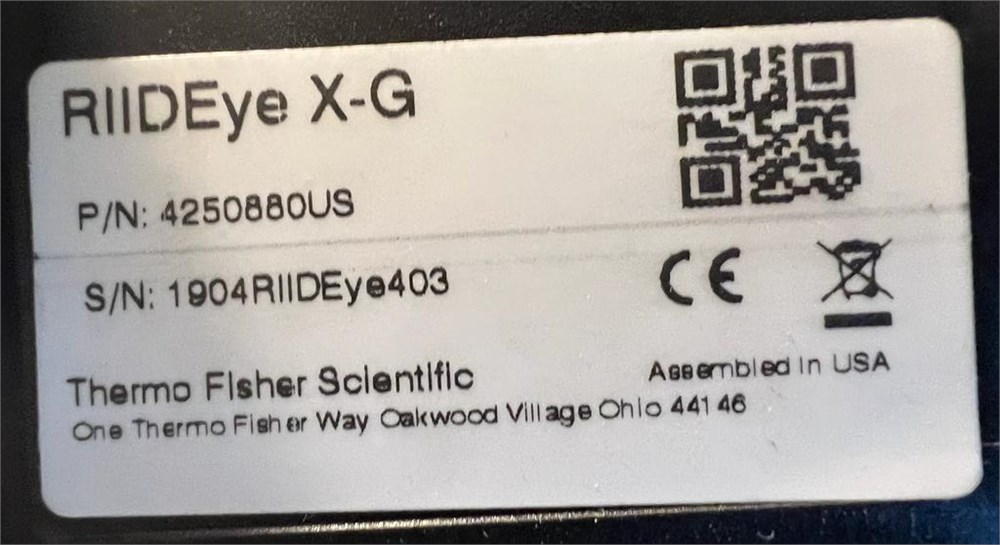 RIIDEye X-G
P/N: 4250880US
S/N: 1904RIIDEye403
CE
Thermo Fisher Scientific
Assembled in USA
One Thermo Fisher Way Oakwood Village Ohio 44146